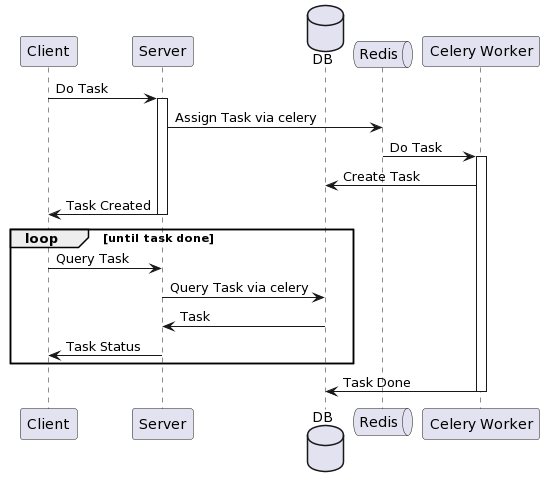 DB
Client
Server
Redis
Celery Worker
Do Task
Assign Task via celery
Do Task
Create Task
Task Created
loop [until task done]
Query Task
Query Task via celery
Task
Task Status
Task Done
DB
Client
Server
Redis
Celery Worker